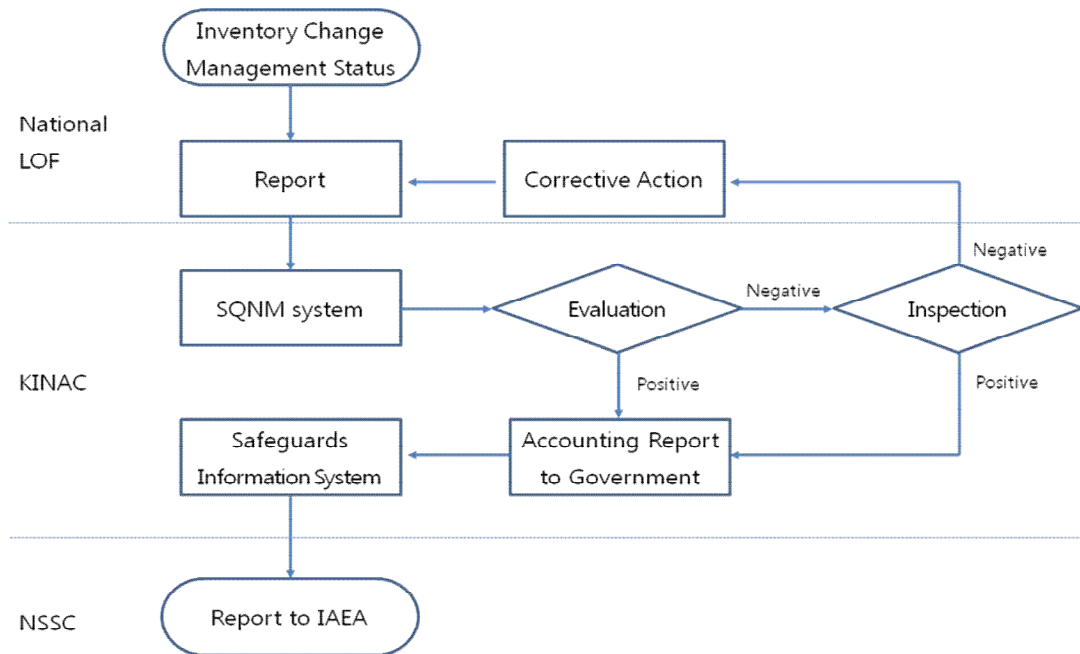 Inventory Change
Management Status
National
LOF
Report
Corrective Action
Negative
SQNM system
Evaluation
Negative
Inspection
KINAC
Positive
Positive
Safeguards
Information System
Accounting Report
to Government
NSSC
Report to IAEA